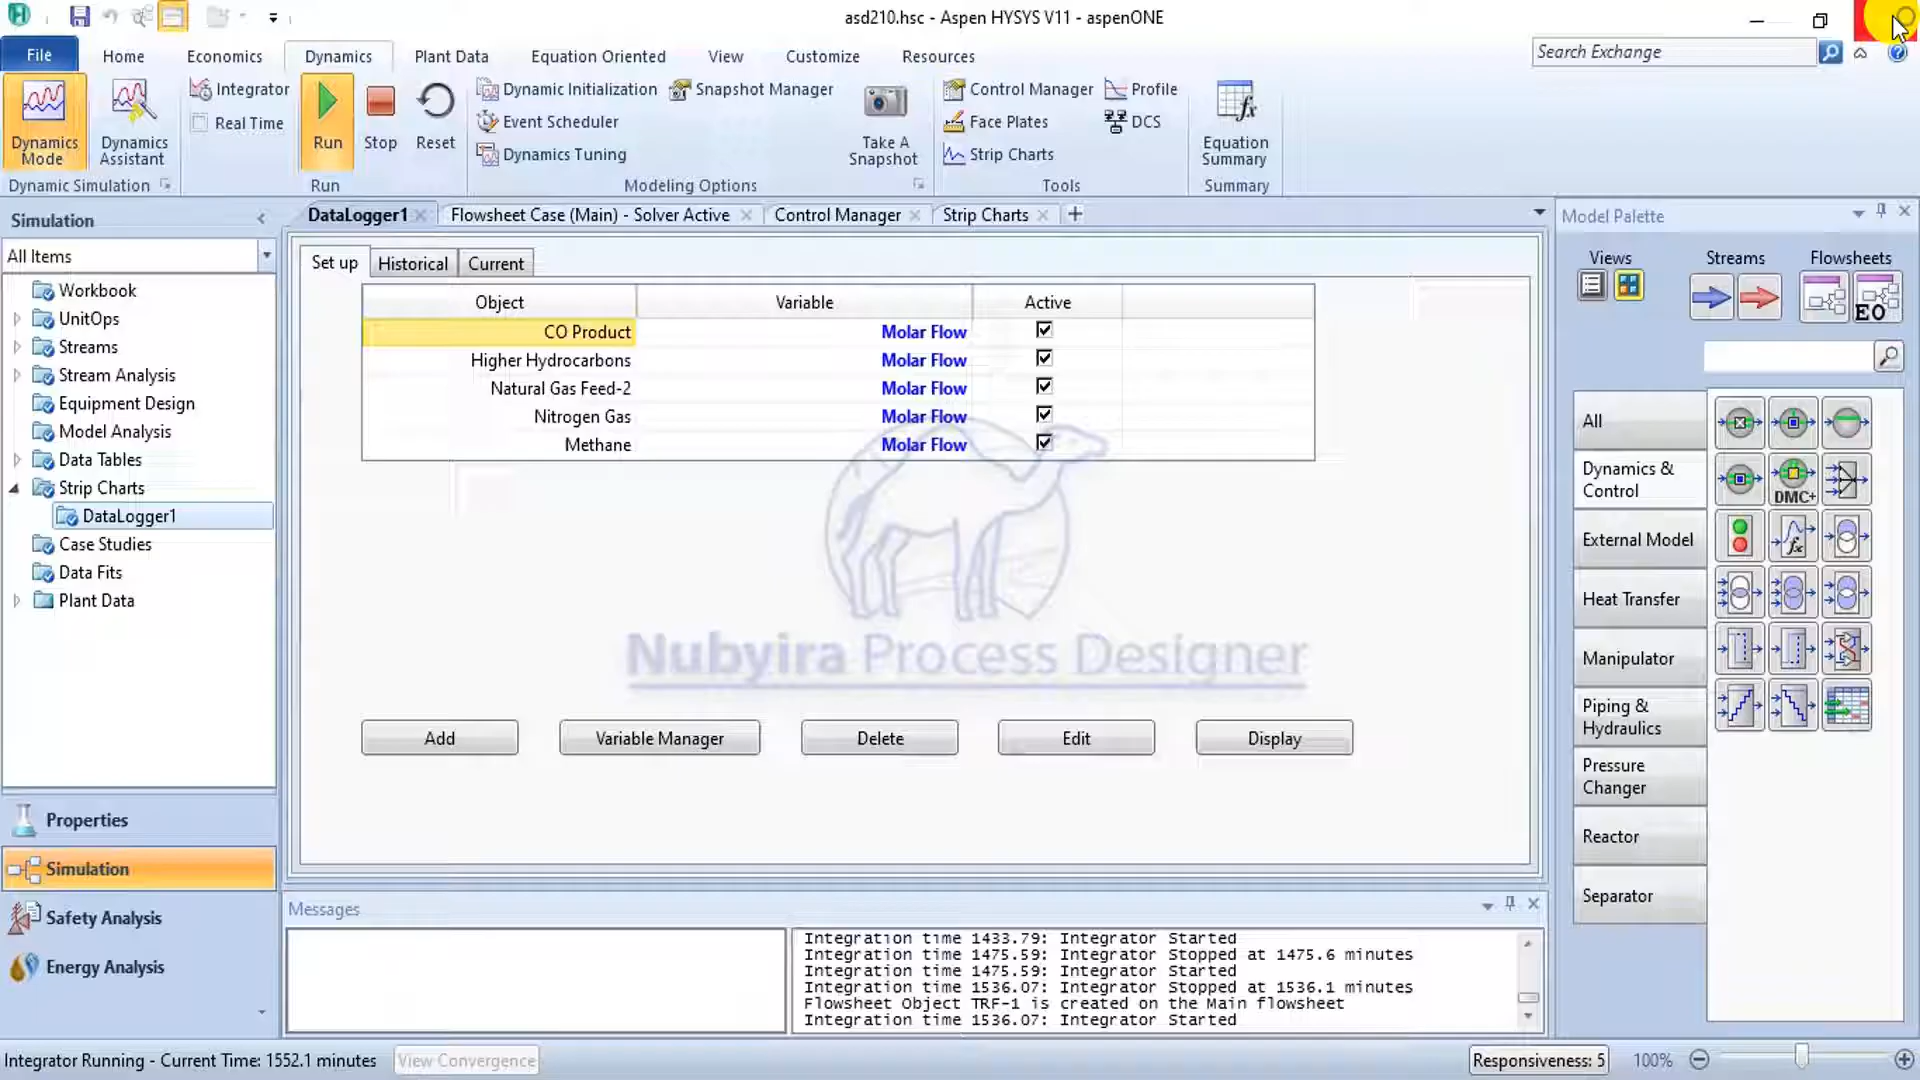 asd210.hsc - Aspen HYSYS V11 - aspenONE
File
Home
Economics
Dynamics
Plant Data
Equation Oriented
View
Customize
Resources
Search Exchange
Dynamics Mode
Dynamics Assistant
Integrator
Real Time
Run
Stop
Reset
Dynamic Initialization
Event Scheduler
Dynamics Tuning
Snapshot Manager
Take A Snapshot
Control Manager
Face Plates
Strip Charts
Profile
DCS
Equation Summary
Dynamic Simulation
Run
Modeling Options
Tools
Summary
Simulation
All Items
Workbook
UnitOps
Streams
Stream Analysis
Equipment Design
Model Analysis
Data Tables
Strip Charts
DataLogger1
Case Studies
Data Fits
Plant Data
Properties
Simulation
Safety Analysis
Energy Analysis
DataLogger1
Flowsheet Case (Main) - Solver Active
Control Manager
Strip Charts
Set up
Historical
Current
Object Variable Active
CO Product Molar Flow
Higher Hydrocarbons Molar Flow
Natural Gas Feed-2 Molar Flow
Nitrogen Gas Molar Flow
Methane Molar Flow
Nubyira Process Designer
Add
Variable Manager
Delete
Edit
Display
Messages
Integration time 1433.79: Integrator Started
Integration time 1475.59: Integrator Stopped at 1475.6 minutes
Integration time 1475.59: Integrator Started
Integration time 1536.07: Integrator Stopped at 1536.1 minutes
Flowsheet Object TRF-1 is created on the Main flowsheet
Integration time 1536.07: Integrator Started
Model Palette
Views
Streams
Flowsheets
EO
All
Dynamics & Control
External Model
Heat Transfer
Manipulator
Piping & Hydraulics
Pressure Changer
Reactor
Separator
DMC+
fx
Integrator Running - Current Time: 1552.1 minutes
View Convergence
Responsiveness: 5
100%